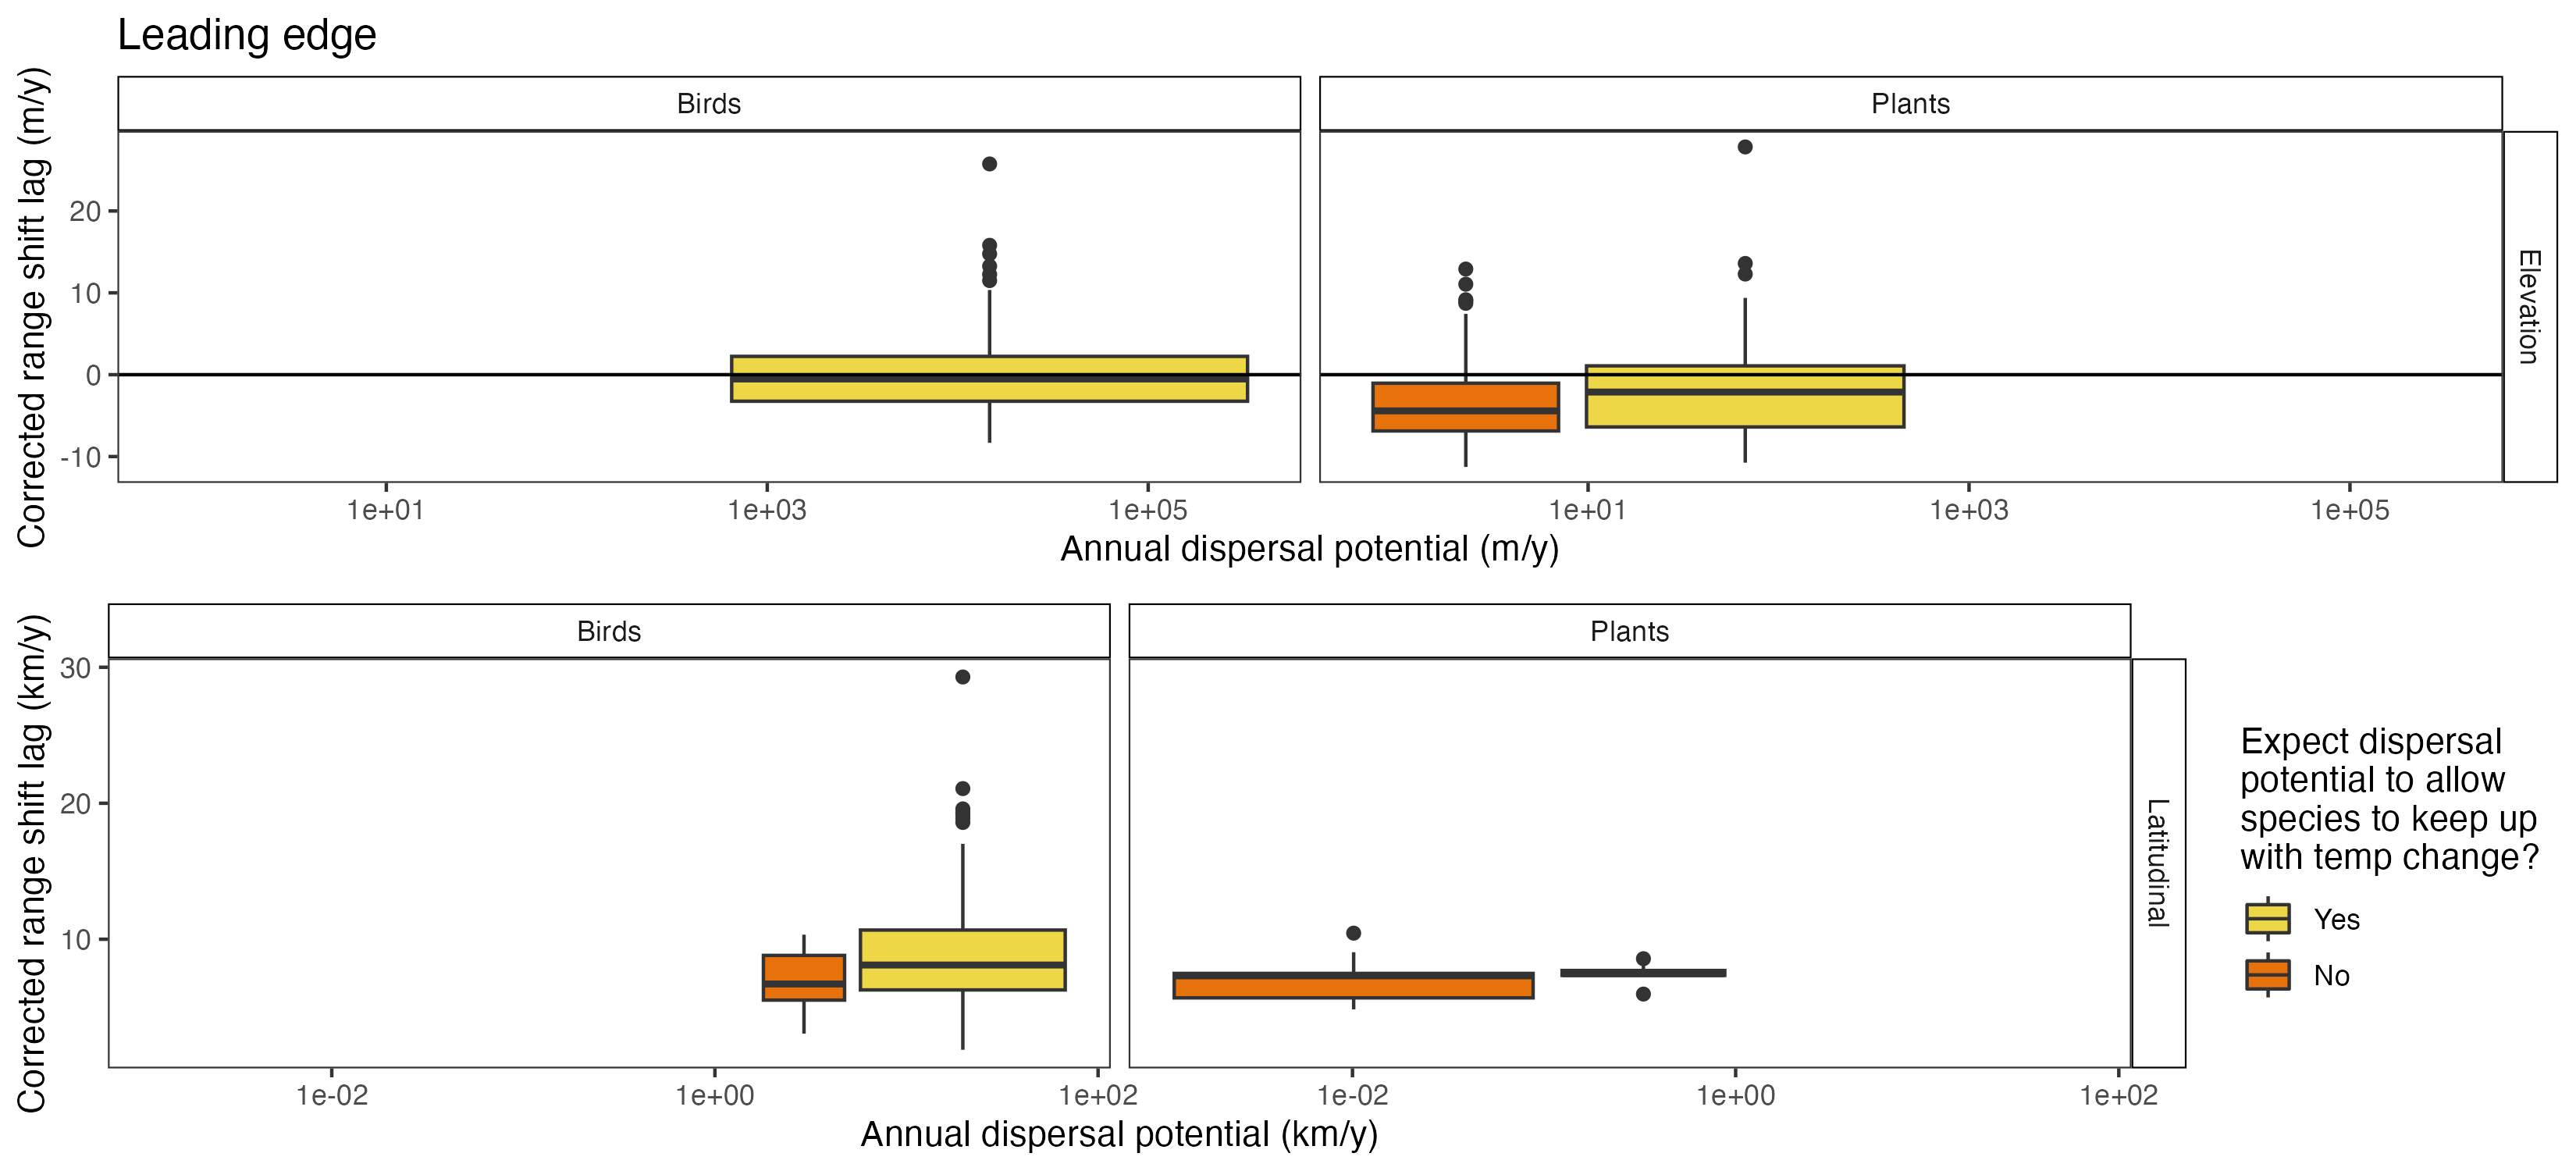 Leading edge
Birds
Plants
Corrected range shift lag (m/y)
20
10
0
-10
Elevation
1e+01
1e+03
1e+05
1e+01
1e+03
1e+05
Annual dispersal potential (m/y)
Birds
Plants
Corrected range shift lag (km/y)
30
20
10
Latitudinal
1e-02
1e+00
1e+02
1e-02
1e+00
1e+02
Annual dispersal potential (km/y)
Expect dispersal
potential to allow
species to keep up
with temp change?
Yes
No